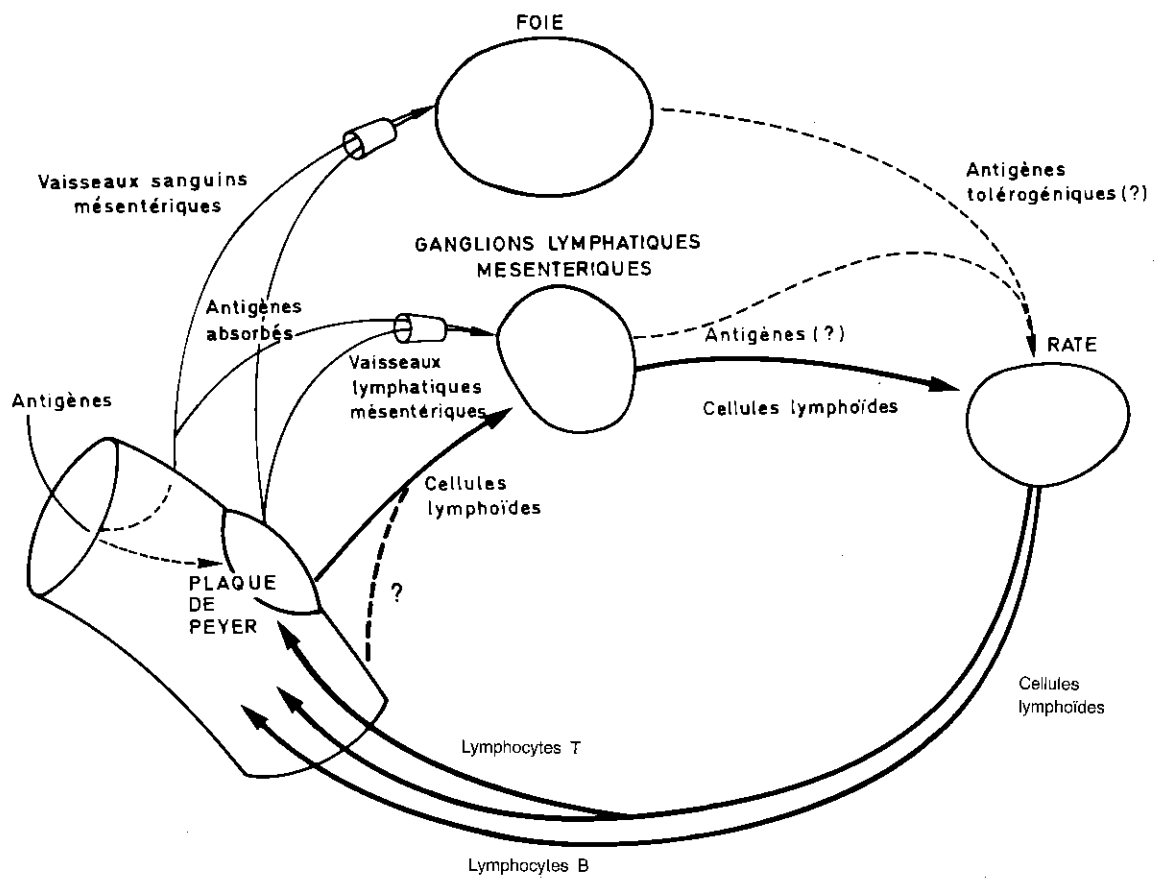 FOIE
Vaisseaux sanguins
mésentériques
Antigènes
tolérogéniques (?)
GANGLIONS LYMPHATIQUES
MESENTERIQUES
Antigènes
absorbés
Vaisseaux
lymphatiques
mésentériques
Antigènes (?)
RATE
Antigènes
Cellules lymphoïdes
Cellules
lymphoïdes
PLAQUE
DE
PEYER
?
Cellules
lymphoïdes
Lymphocytes T
Lymphocytes B